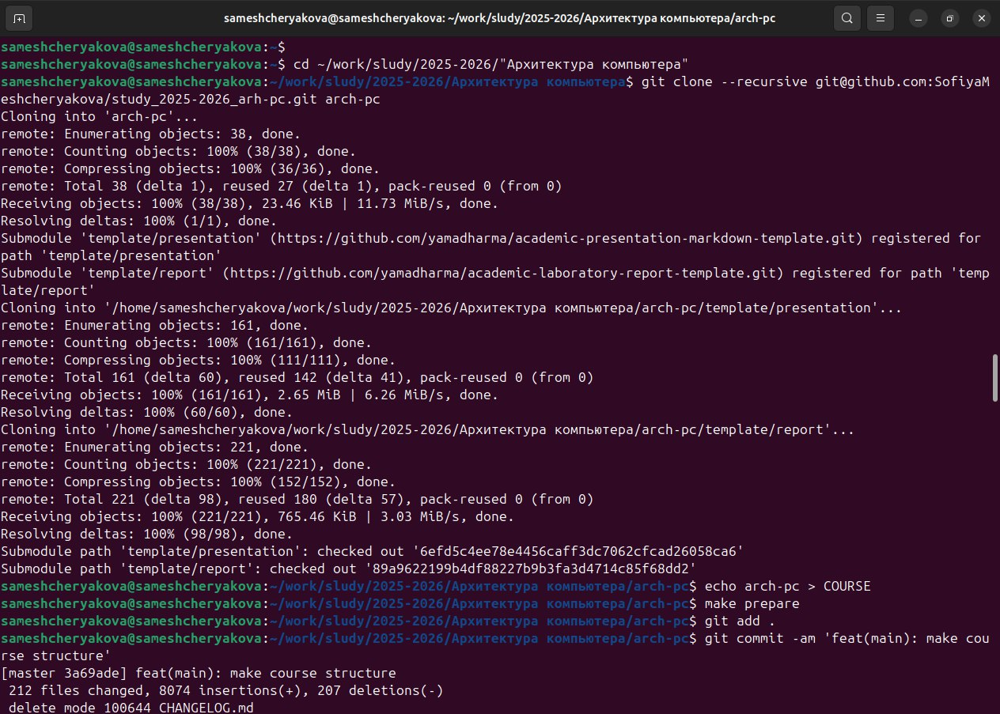 sameshcheryakova@sameshcheryakova: ~/work/sludy/2025-2026/Архитектура компьютера/arch-pc
sameshcheryakova@sameshcheryakova:~$
sameshcheryakova@sameshcheryakova:~$ cd ~/work/sludy/2025-2026/"Архитектура компьютера"
sameshcheryakova@sameshcheryakova:~/work/sludy/2025-2026/Архитектура компьютера$ git clone --recursive git@github.com:SofiyaM
eshcheryakova/study_2025-2026_arh-pc.git arch-pc
Cloning into 'arch-pc'...
remote: Enumerating objects: 38, done.
remote: Counting objects: 100% (38/38), done.
remote: Compressing objects: 100% (36/36), done.
remote: Total 38 (delta 1), reused 27 (delta 1), pack-reused 0 (from 0)
Receiving objects: 100% (38/38), 23.46 KiB | 11.73 MiB/s, done.
Resolving deltas: 100% (1/1), done.
Submodule 'template/presentation' (https://github.com/yamadharma/academic-presentation-markdown-template.git) registered for
path 'template/presentation'
Submodule 'template/report' (https://github.com/yamadharma/academic-laboratory-report-template.git) registered for path 'temp
late/report'
Cloning into '/home/sameshcheryakova/work/sludy/2025-2026/Архитектура компьютера/arch-pc/template/presentation'...
remote: Enumerating objects: 161, done.
remote: Counting objects: 100% (161/161), done.
remote: Compressing objects: 100% (111/111), done.
remote: Total 161 (delta 60), reused 142 (delta 41), pack-reused 0 (from 0)
Receiving objects: 100% (161/161), 2.65 MiB | 6.26 MiB/s, done.
Resolving deltas: 100% (60/60), done.
Cloning into '/home/sameshcheryakova/work/sludy/2025-2026/Архитектура компьютера/arch-pc/template/report'...
remote: Enumerating objects: 221, done.
remote: Counting objects: 100% (221/221), done.
remote: Compressing objects: 100% (152/152), done.
remote: Total 221 (delta 98), reused 180 (delta 57), pack-reused 0 (from 0)
Receiving objects: 100% (221/221), 765.46 KiB | 3.03 MiB/s, done.
Resolving deltas: 100% (98/98), done.
Submodule path 'template/presentation': checked out '6efd5c4ee78e4456caff3dc7062cfcad26058ca6'
Submodule path 'template/report': checked out '89a9622199b4df88227b9b3fa3d4714c85f68dd2'
sameshcheryakova@sameshcheryakova:~/work/sludy/2025-2026/Архитектура компьютера/arch-pc$ echo arch-pc > COURSE
sameshcheryakova@sameshcheryakova:~/work/sludy/2025-2026/Архитектура компьютера/arch-pc$ make prepare
sameshcheryakova@sameshcheryakova:~/work/sludy/2025-2026/Архитектура компьютера/arch-pc$ git add .
sameshcheryakova@sameshcheryakova:~/work/sludy/2025-2026/Архитектура компьютера/arch-pc$ git commit -am 'feat(main): make cou
rse structure'
[master 3a69ade] feat(main): make course structure
212 files changed, 8074 insertions(+), 207 deletions(-)
delete mode 100644 CHANGELOG.md